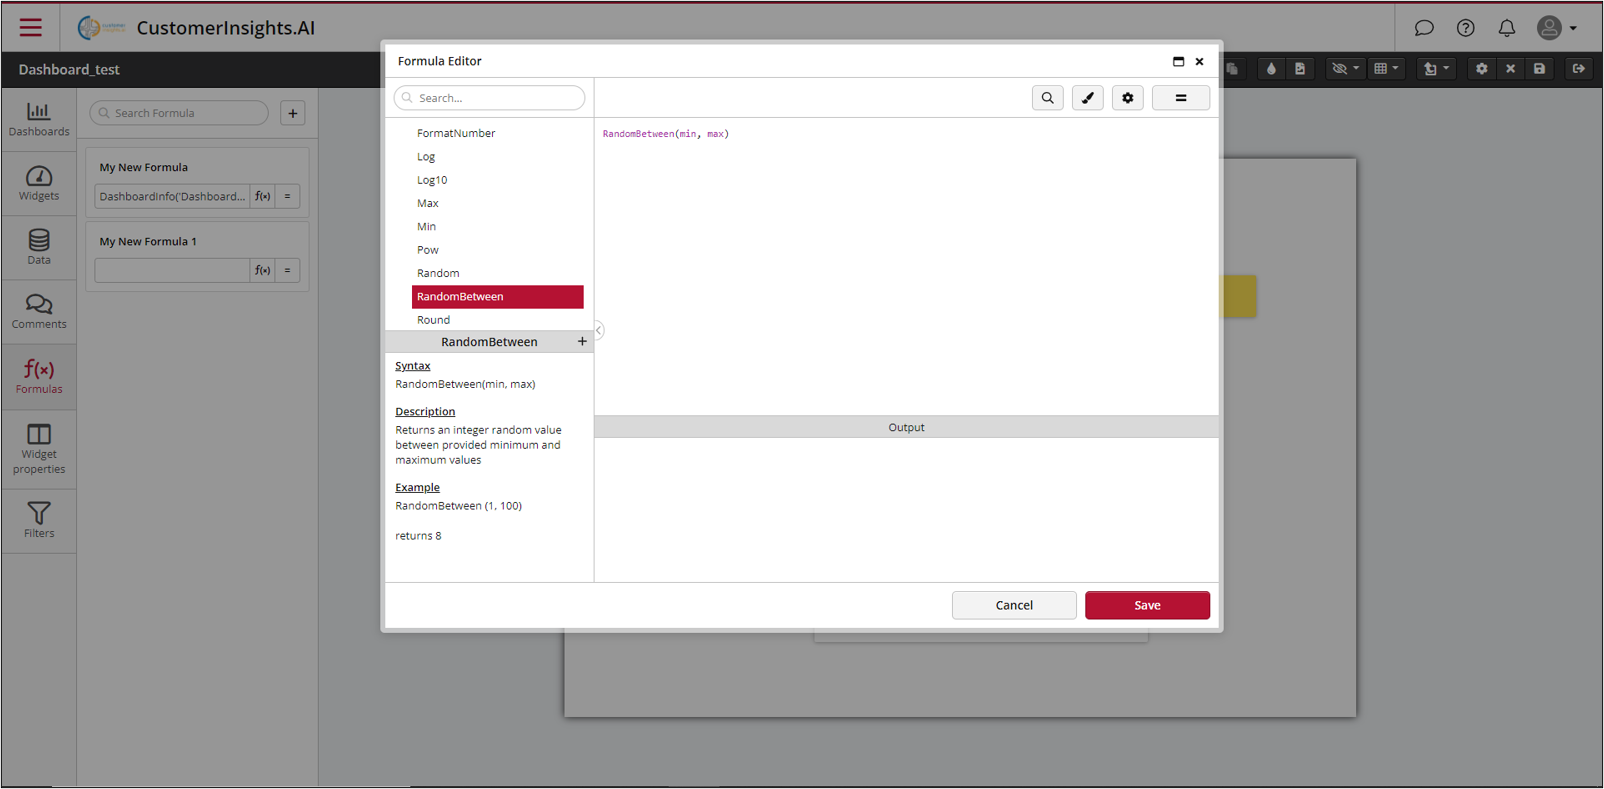 CustomerInsights.AI
Dashboard_test
Dashboards
Widgets
Data
Comments
f(x)
Formulas
Widget
properties
Filters
Search Formula
+
My New Formula
DashboardInfo('Dashboard...
f(x)
=
My New Formula 1
f(x)
=
Formula Editor
Search...
FormatNumber
Log
Log10
Max
Min
Pow
Random
RandomBetween
Round
RandomBetween +
Syntax
RandomBetween(min, max)
Description
Returns an integer random value
between provided minimum and
maximum values
Example
RandomBetween (1, 100)
returns 8
=
RandomBetween(min, max)
Output
Cancel
Save